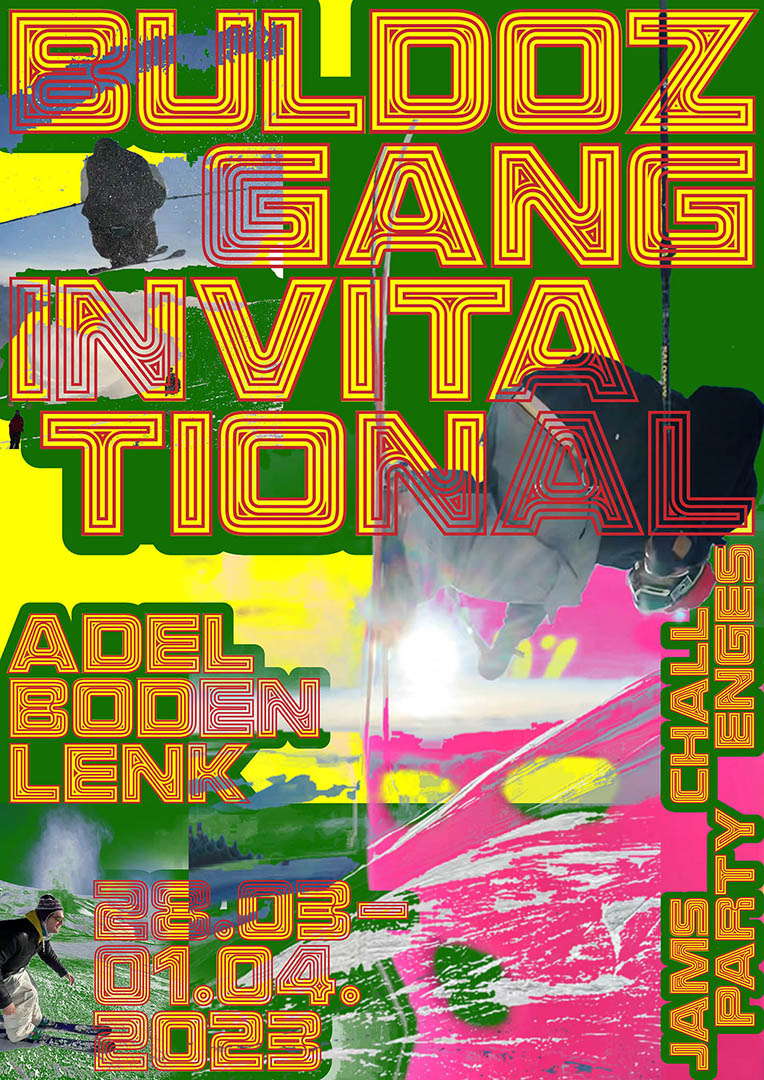 BULDOZ
GANG
INVITA
TIONAL
ADEL
BODEN
LENK
28.03–
01.04.
2023
JAMS CHALL
PARTY ENGES